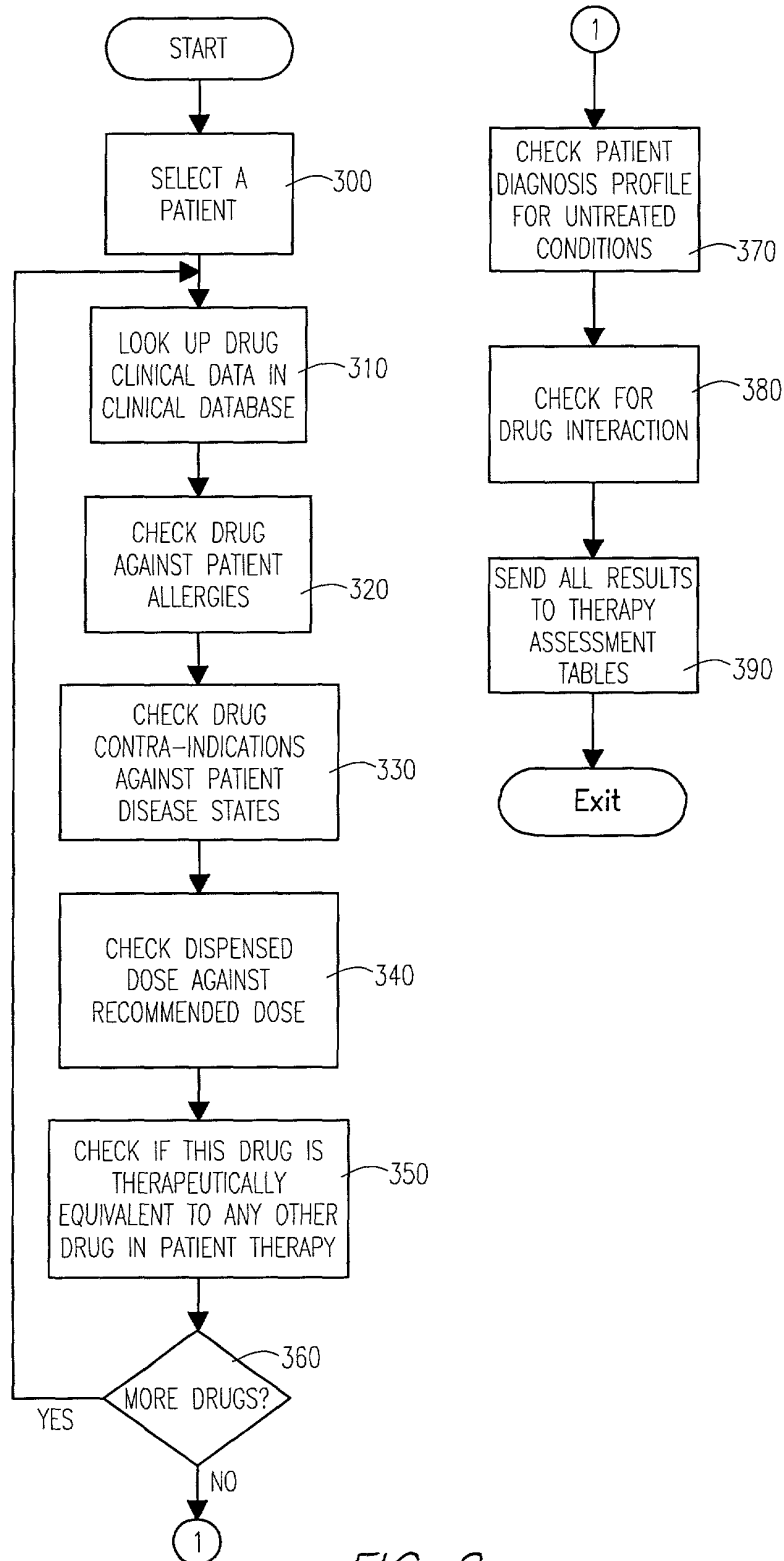 START
SELECT A
PATIENT
300
LOOK UP DRUG
CLINICAL DATA IN
CLINICAL DATABASE
310
CHECK DRUG
AGAINST PATIENT
ALLERGIES
320
CHECK DRUG
CONTRA-INDICATIONS
AGAINST PATIENT
DISEASE STATES
330
CHECK DISPENSED
DOSE AGAINST
RECOMMENDED DOSE
340
CHECK IF THIS DRUG IS
THERAPEUTICALLY
EQUIVALENT TO ANY OTHER
DRUG IN PATIENT THERAPY
350
360
MORE DRUGS?
YES
NO
1
1
CHECK PATIENT
DIAGNOSIS PROFILE
FOR UNTREATED
CONDITIONS
370
CHECK FOR
DRUG INTERACTION
380
SEND ALL RESULTS
TO THERAPY
ASSESSMENT
TABLES
390
Exit